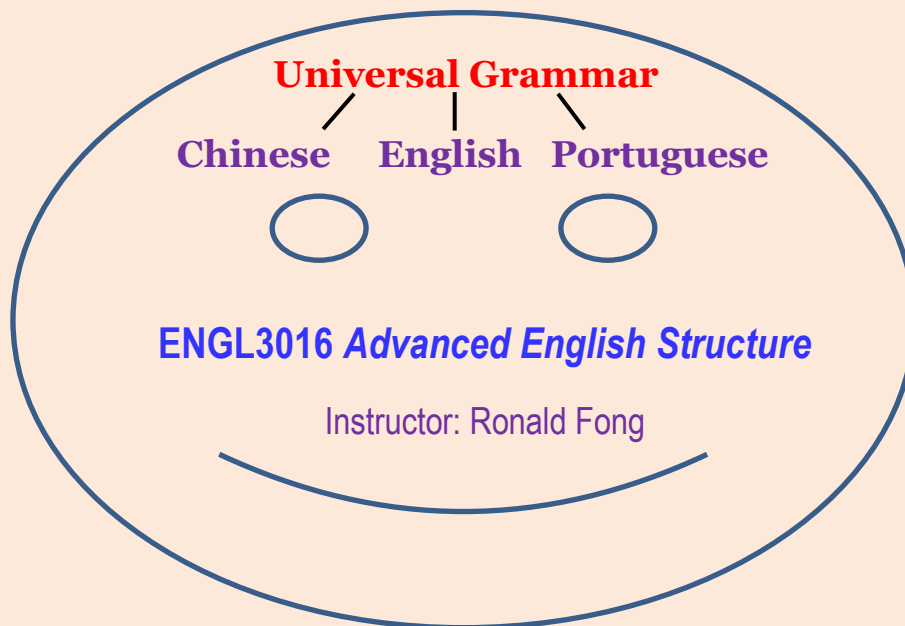 Universal Grammar
Chinese English Portuguese
ENGL3016 Advanced English Structure
Instructor: Ronald Fong